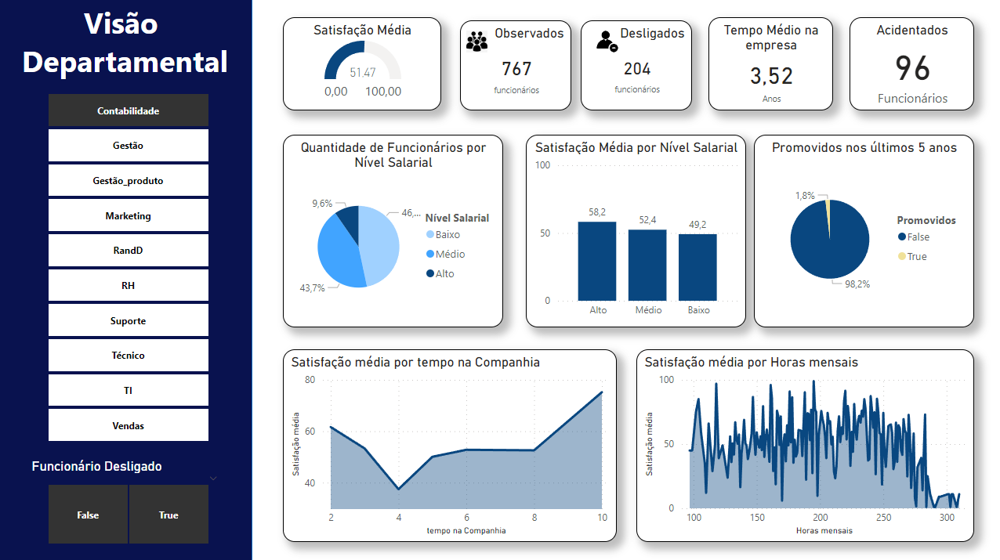 Visão
Departamental
Contabilidade
Gestão
Gestão_produto
Marketing
RandD
RH
Suporte
Técnico
TI
Vendas
Funcionário Desligado
False
True
Satisfação Média
51.47
0,00
100,00
Observados
767
funcionários
Desligados
204
funcionários
Tempo Médio na
empresa
3,52
Anos
Acidentados
96
Funcionários
Quantidade de Funcionários por
Nível Salarial
9,6%
46,...
43,7%
Nível Salarial
Baixo
Médio
Alto
Satisfação Média por Nível Salarial
100
50
0
58,2
52,4
49,2
Alto
Médio
Baixo
Promovidos nos últimos 5 anos
1,8%
98,2%
Promovidos
False
True
Satisfação média por tempo na Companhia
Satisfação média
80
60
40
2
4
6
8
10
tempo na Companhia
Satisfação média por Horas mensais
Satisfação média
100
50
0
100
150
200
250
300
Horas mensais